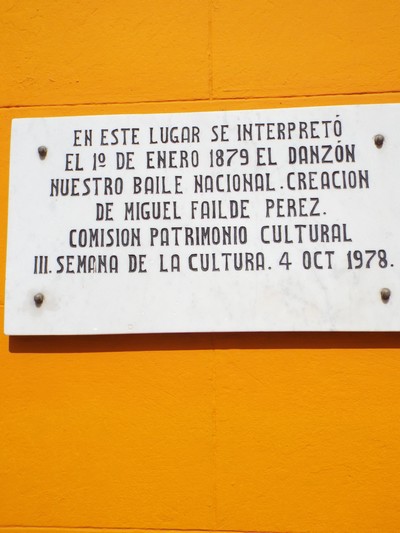 EN ESTE LUGAR SE INTERPRETÓ
EL 1º DE ENERO 1879 EL DANZÓN
NUESTRO BAILE NACIONAL. CREACION
DE MIGUEL FAILDE PEREZ.
COMISION PATRIMONIO CULTURAL
III. SEMANA DE LA CULTURA. 4 OCT 1978.